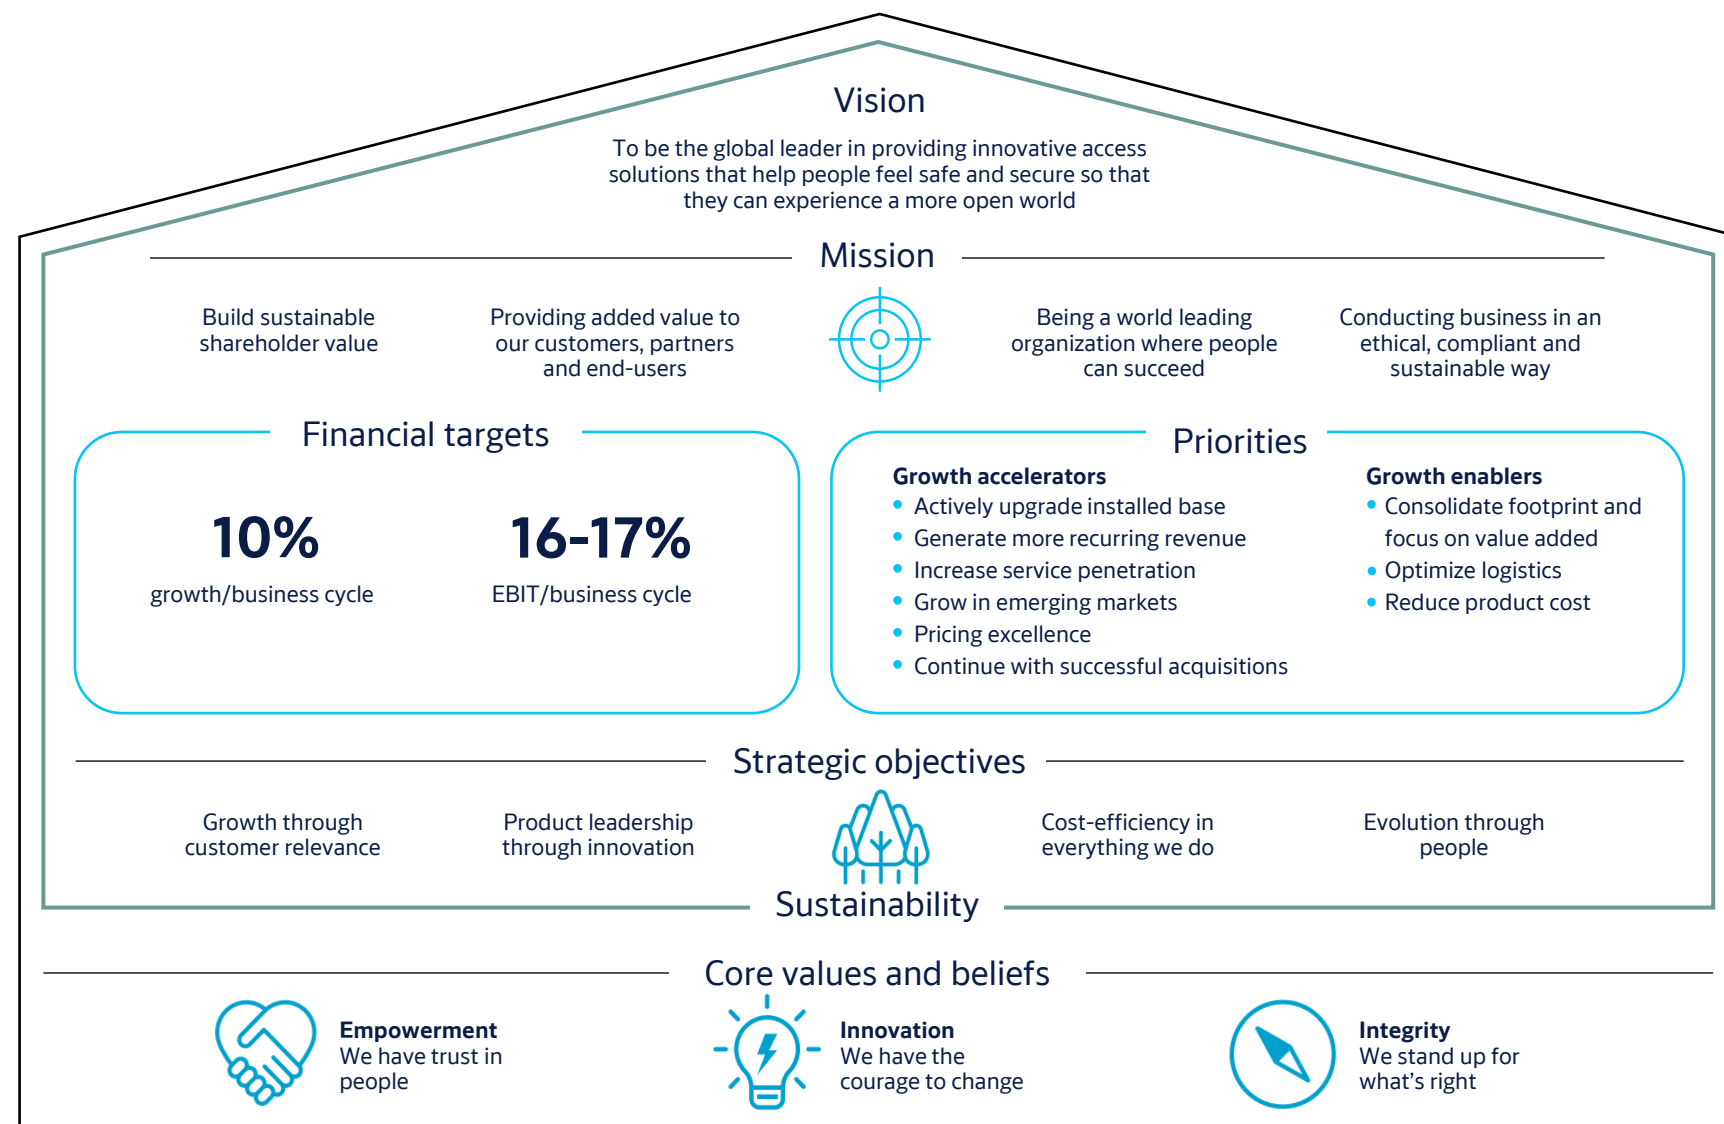 Vision
To be the global leader in providing innovative access
solutions that help people feel safe and secure so that
they can experience a more open world
Mission
Build sustainable
shareholder value
Providing added value to
our customers, partners
and end-users
Being a world leading
organization where people
can succeed
Conducting business in an
ethical, compliant and
sustainable way
Financial targets
10%
growth/business cycle
16-17%
EBIT/business cycle
Priorities
Growth accelerators
• Actively upgrade installed base
• Generate more recurring revenue
• Increase service penetration
• Grow in emerging markets
• Pricing excellence
• Continue with successful acquisitions
Growth enablers
• Consolidate footprint and
focus on value added
• Optimize logistics
• Reduce product cost
Strategic objectives
Growth through
customer relevance
Product leadership
through innovation
Cost-efficiency in
everything we do
Evolution through
people
Sustainability
Core values and beliefs
Empowerment
We have trust in
people
Innovation
We have the
courage to change
Integrity
We stand up for
what’s right